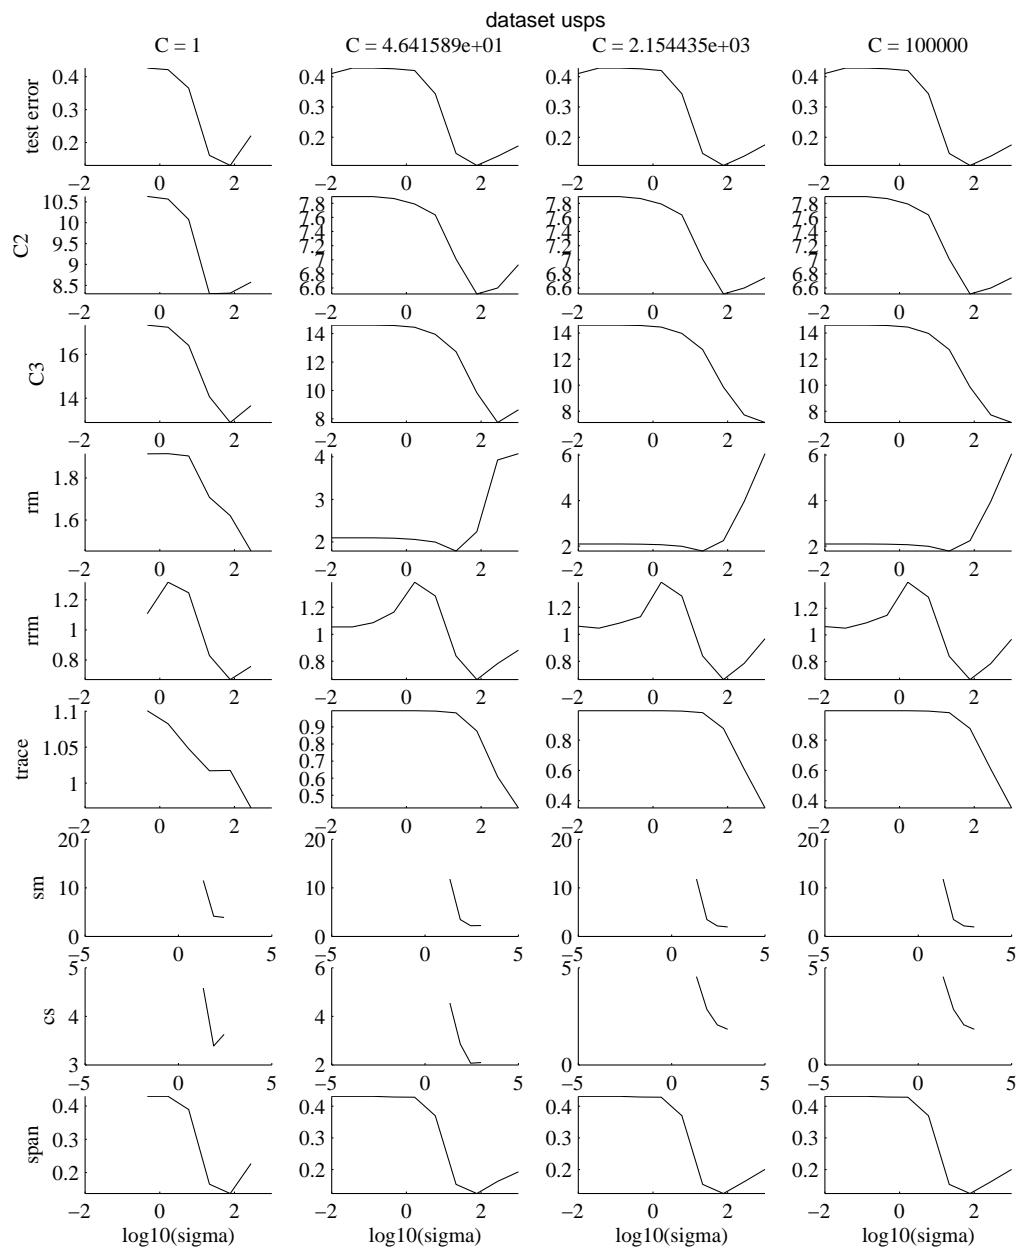 dataset usps
C = 1 C = 4.641589e+01 C = 2.154435e+03 C = 100000
test error
0.4 0.4 0.4 0.4
0.3 0.3 0.3 0.3
0.2 0.2 0.2 0.2
−2 0 2 −2 0 2 −2 0 2 −2 0 2
C2
10.5 7.8 7.8 7.8
10 7.6 7.6 7.6
9.5 7.4 7.4 7.4
9 7.2 7.2 7.2
8.5 7 7 7
6.8 6.8 6.8
6.6 6.6 6.6
−2 0 2 −2 0 2 −2 0 2 −2 0 2
C3
16 14 14 14
14 12 12 12
10 10 10
8 8 8
−2 0 2 −2 0 2 −2 0 2 −2 0 2
rm
1.8 4 6 6
1.6 3 4 4
2 2 2
−2 0 2 −2 0 2 −2 0 2 −2 0 2
rrm
1.2 1.2 1.2 1.2
1 1 1 1
0.8 0.8 0.8 0.8
−2 0 2 −2 0 2 −2 0 2 −2 0 2
trace
1.1 0.9 0.8 0.8
1.05 0.8 0.6 0.6
1 0.7 0.4 0.4
0.6
0.5
−2 0 2 −2 0 2 −2 0 2 −2 0 2
sm
20 20 20 20
10 10 10 10
0 0 0 0
−5 0 5 −5 0 5 −5 0 5 −5 0 5
cs
5 6 5 5
4 4 0 0
3 2
−5 0 5 −5 0 5 −5 0 5 −5 0 5
span
0.4 0.4 0.4 0.4
0.3 0.3 0.3 0.3
0.2 0.2 0.2 0.2
−2 0 2 −2 0 2 −2 0 2 −2 0 2
log10(sigma) log10(sigma) log10(sigma) log10(sigma)